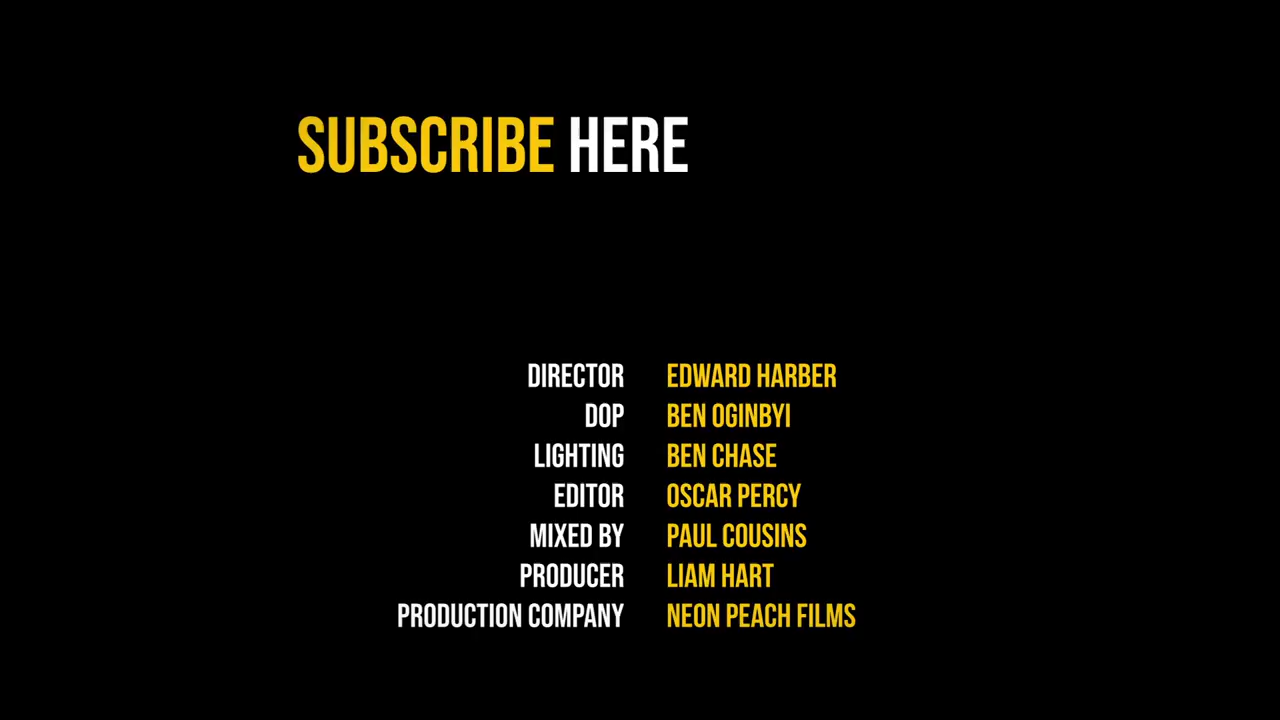 SUBSCRIBE HERE
DIRECTOR EDWARD HARBER
DOP BEN OGINBYI
LIGHTING BEN CHASE
EDITOR OSCAR PERCY
MIXED BY PAUL COUSINS
PRODUCER LIAM HART
PRODUCTION COMPANY NEON PEACH FILMS